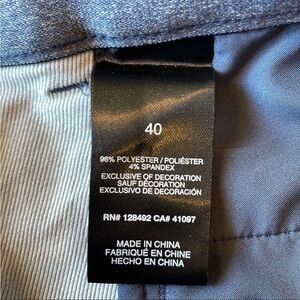 40
96% POLYESTER / POLIÉSTER
4% SPANDEX
EXCLUSIVE OF DECORATION
SAUF DÉCORATION
EXCLUSIVO DE DECORACIÓN
RN# 128492 CA# 41097
MADE IN CHINA
FABRIQUÉ EN CHINE
HECHO EN CHINA